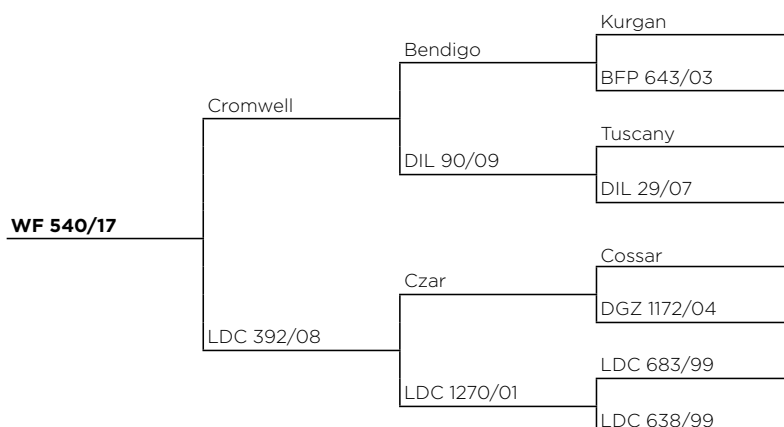 Kurgan
Bendigo
BFP 643/03
Cromwell
Tuscany
DIL 90/09
DIL 29/07
WF 540/17
Cossar
Czar
DGZ 1172/04
LDC 392/08
LDC 683/99
LDC 1270/01
LDC 638/99